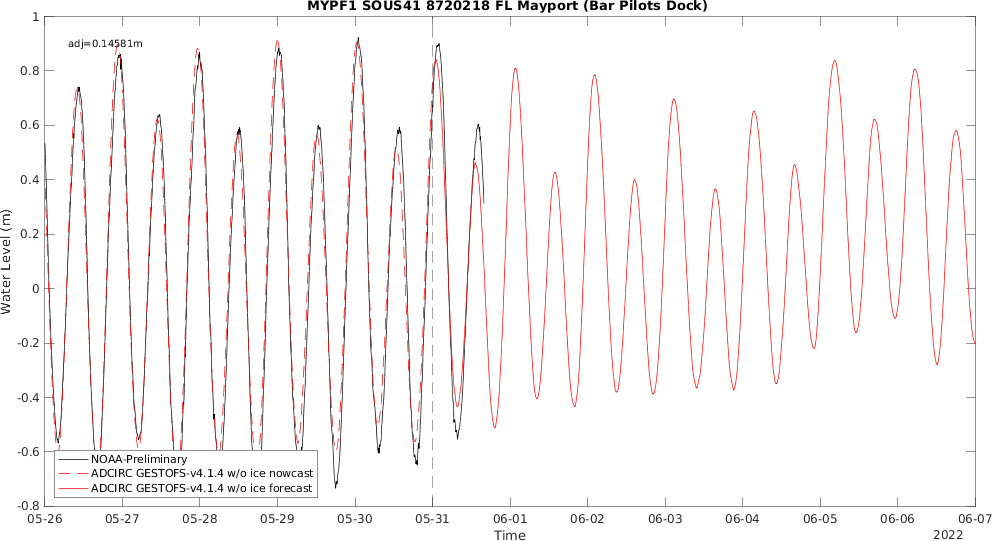 MYPF1 SOUS41 8720218 FL Mayport (Bar Pilots Dock)
adj=0.14581m
Water Level (m)
1
0.8
0.6
0.4
0.2
0
-0.2
-0.4
-0.6
-0.8
NOAA-Preliminary
ADCIRC GESTOFS-v4.1.4 w/o ice nowcast
ADCIRC GESTOFS-v4.1.4 w/o ice forecast
05-26 05-27 05-28 05-29 05-30 05-31 06-01 06-02 06-03 06-04 06-05 06-06 06-07
Time
2022